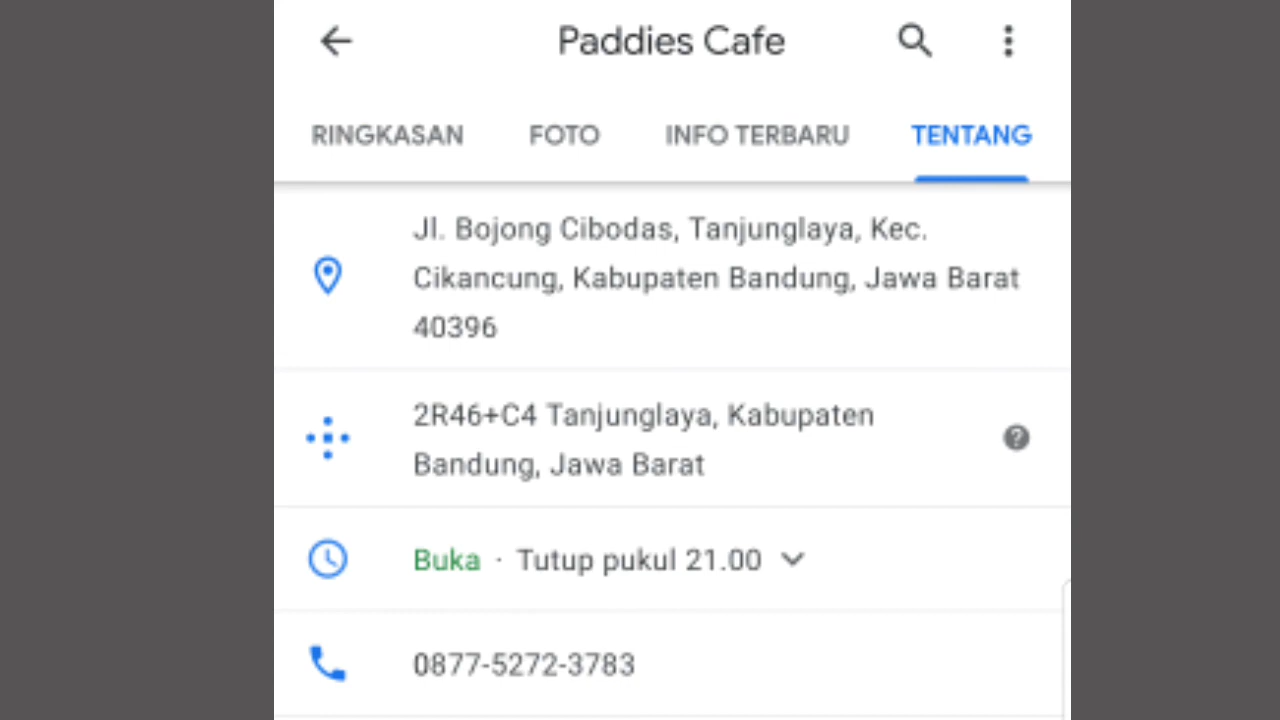 Paddies Cafe
RINGKASAN FOTO INFO TERBARU TENTANG
Jl. Bojong Cibodas, Tanjunglaya, Kec.
Cikancung, Kabupaten Bandung, Jawa Barat
40396
2R46+C4 Tanjunglaya, Kabupaten
Bandung, Jawa Barat
Buka · Tutup pukul 21.00
0877-5272-3783